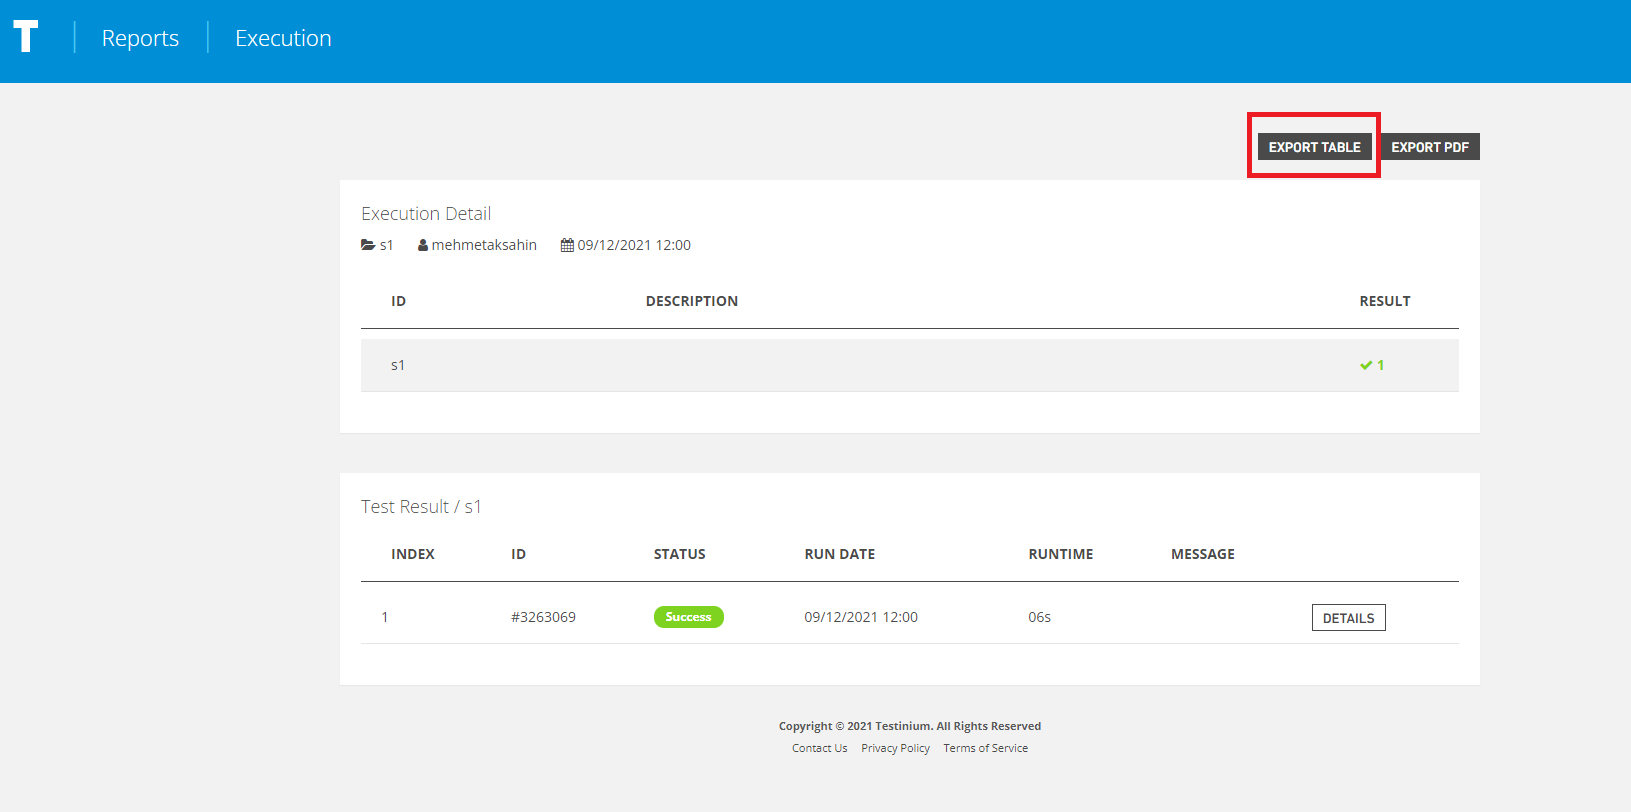 T Reports Execution
EXPORT TABLE EXPORT PDF
Execution Detail
s1 mehmetaksahin 09/12/2021 12:00
ID DESCRIPTION RESULT
s1 1
Test Result / s1
INDEX ID STATUS RUN DATE RUNTIME MESSAGE
1 #3263069 Success 09/12/2021 12:00 06s DETAILS
Copyright © 2021 Testinium. All Rights Reserved
Contact Us Privacy Policy Terms of Service